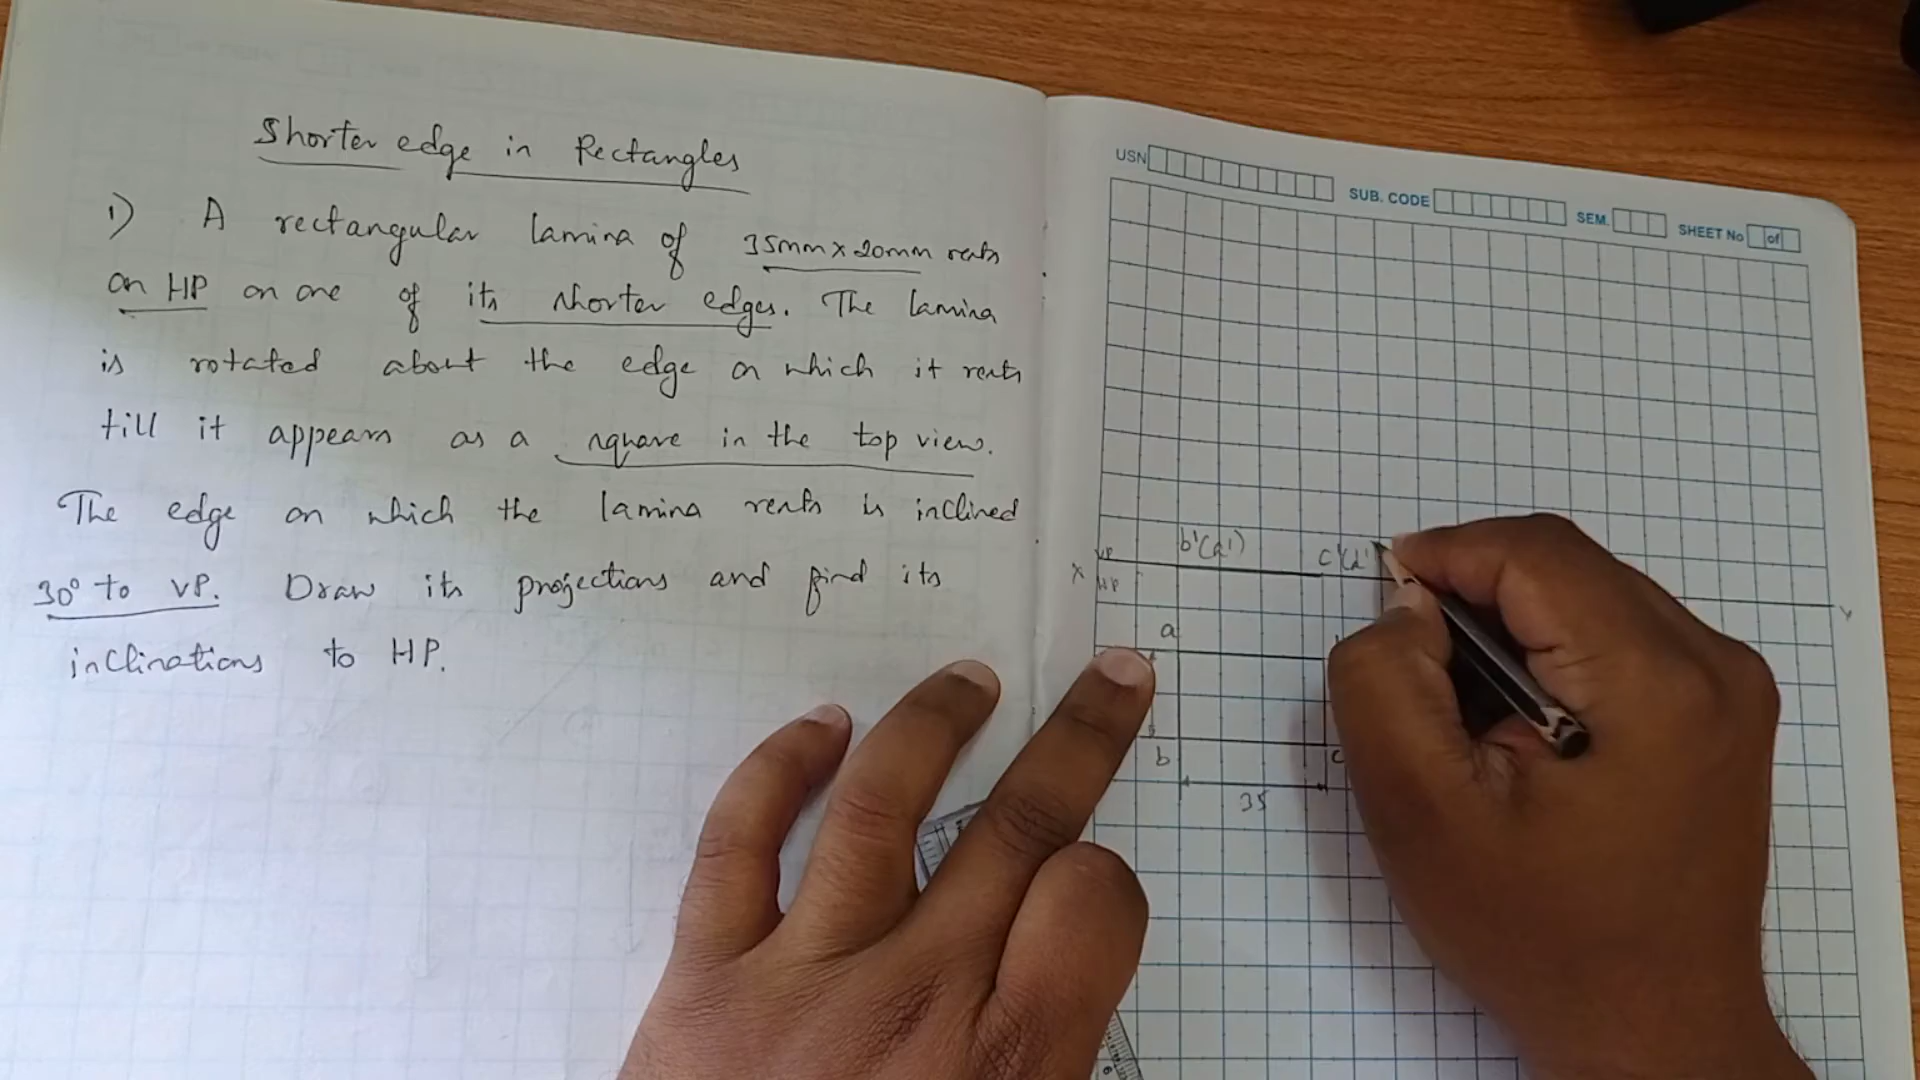 Shorter edge in Rectangles
1) A rectangular lamina of 35mm x 20mm rests
on HP on one of its shorter edges. The lamina
is rotated about the edge on which it rests
till it appears as a square in the top view.
The edge on which the lamina rests is inclined
30° to VP. Draw its projections and find its
inclinations to HP.
USN
SUB. CODE
SEM.
SHEET No of
b'(a')
c'(d'
X
VP
HP
Y
a
b
c
35
6